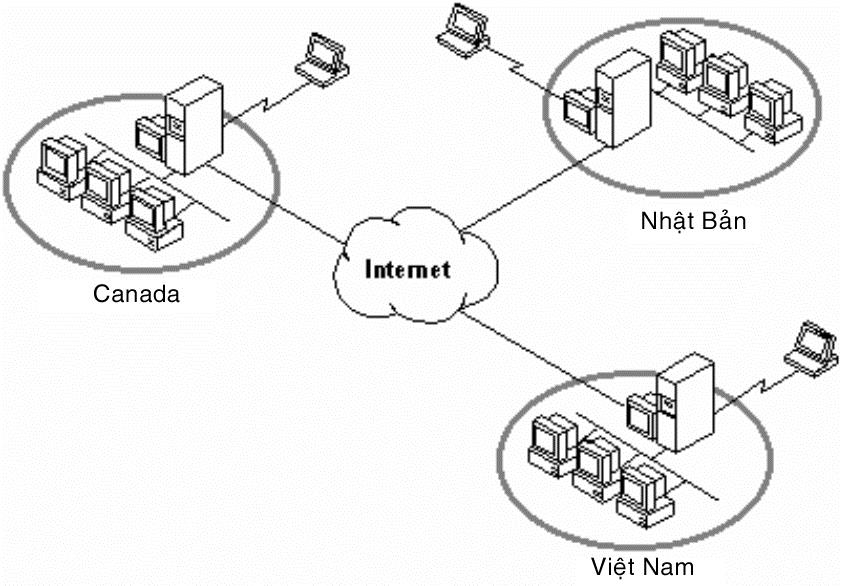 Nhật Bản
Internet
Canada
Việt Nam